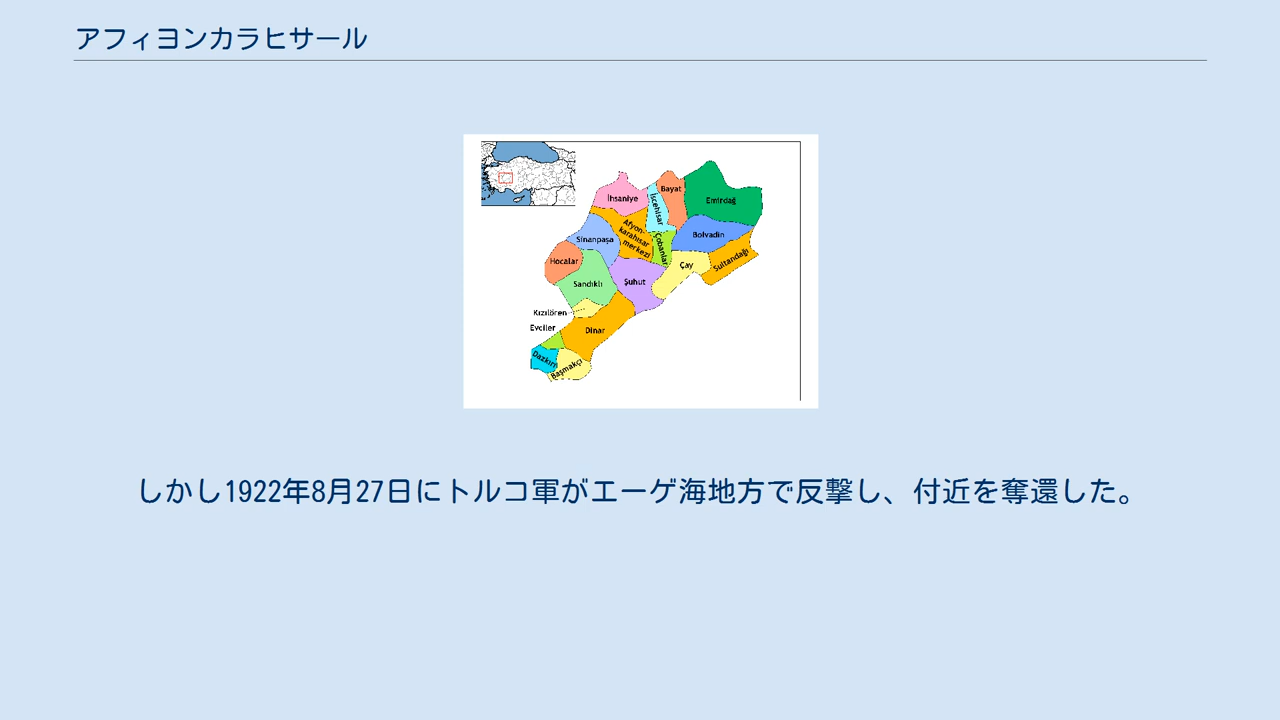 アフィヨンカラヒサール
İhsaniye
İscehisar
Bayat
Emirdağ
Afyon-
karahisar
merkezi
Sinanpaşa
Çobanlar
Bolvadin
Hocalar
Çay
Sultandağı
Sandıklı
Şuhut
Kızılören
Evciler
Dinar
Dazkırı
Başmakçı
しかし1922年8月27日にトルコ軍がエーゲ海地方で反撃し、付近を奪還した。